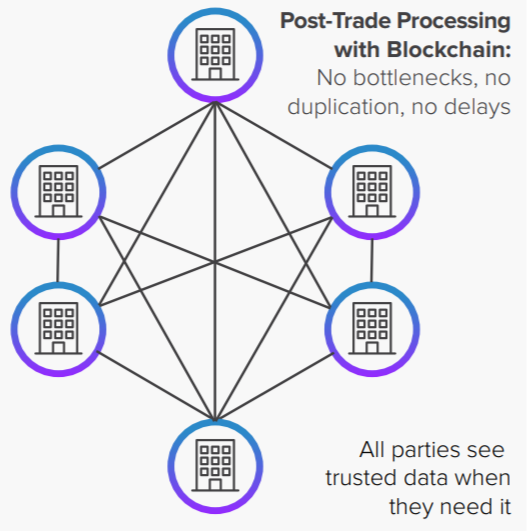 Post-Trade Processing
with Blockchain:
No bottlenecks, no
duplication, no delays
All parties see
trusted data when
they need it